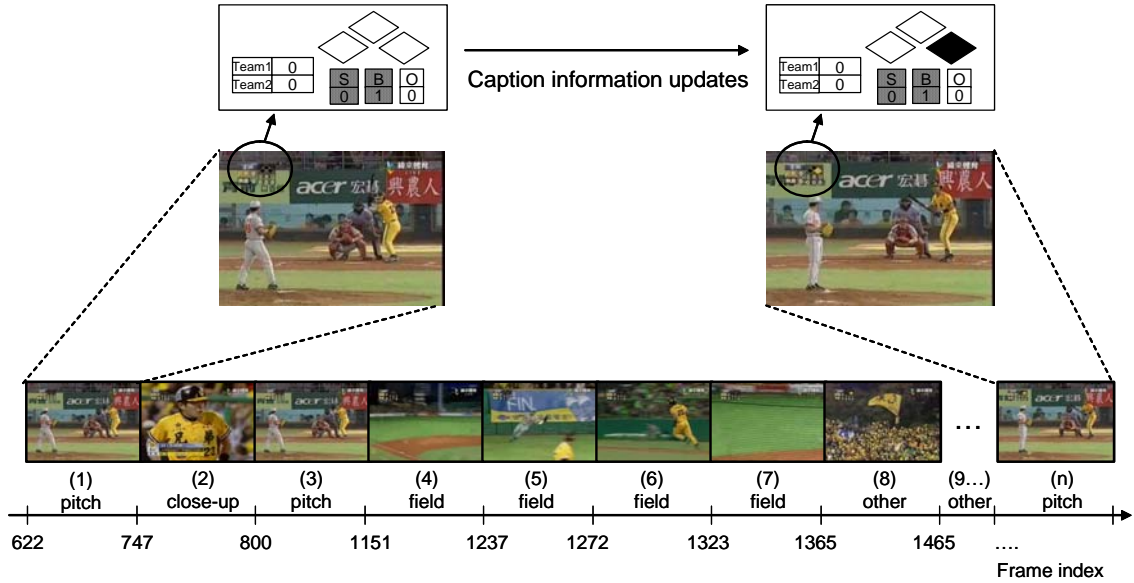 Team1 0
Team2 0
S B O
0 1 0
Caption information updates
Team1 0
Team2 0
S B O
0 1 0
acer 宏碁 興農人
acer 宏碁 興農人
FIN.
...
(1) (2) (3) (4) (5) (6) (7) (8) (9...) (n)
pitch close-up pitch field field field field other other pitch
622 747 800 1151 1237 1272 1323 1365 1465 ....
Frame index